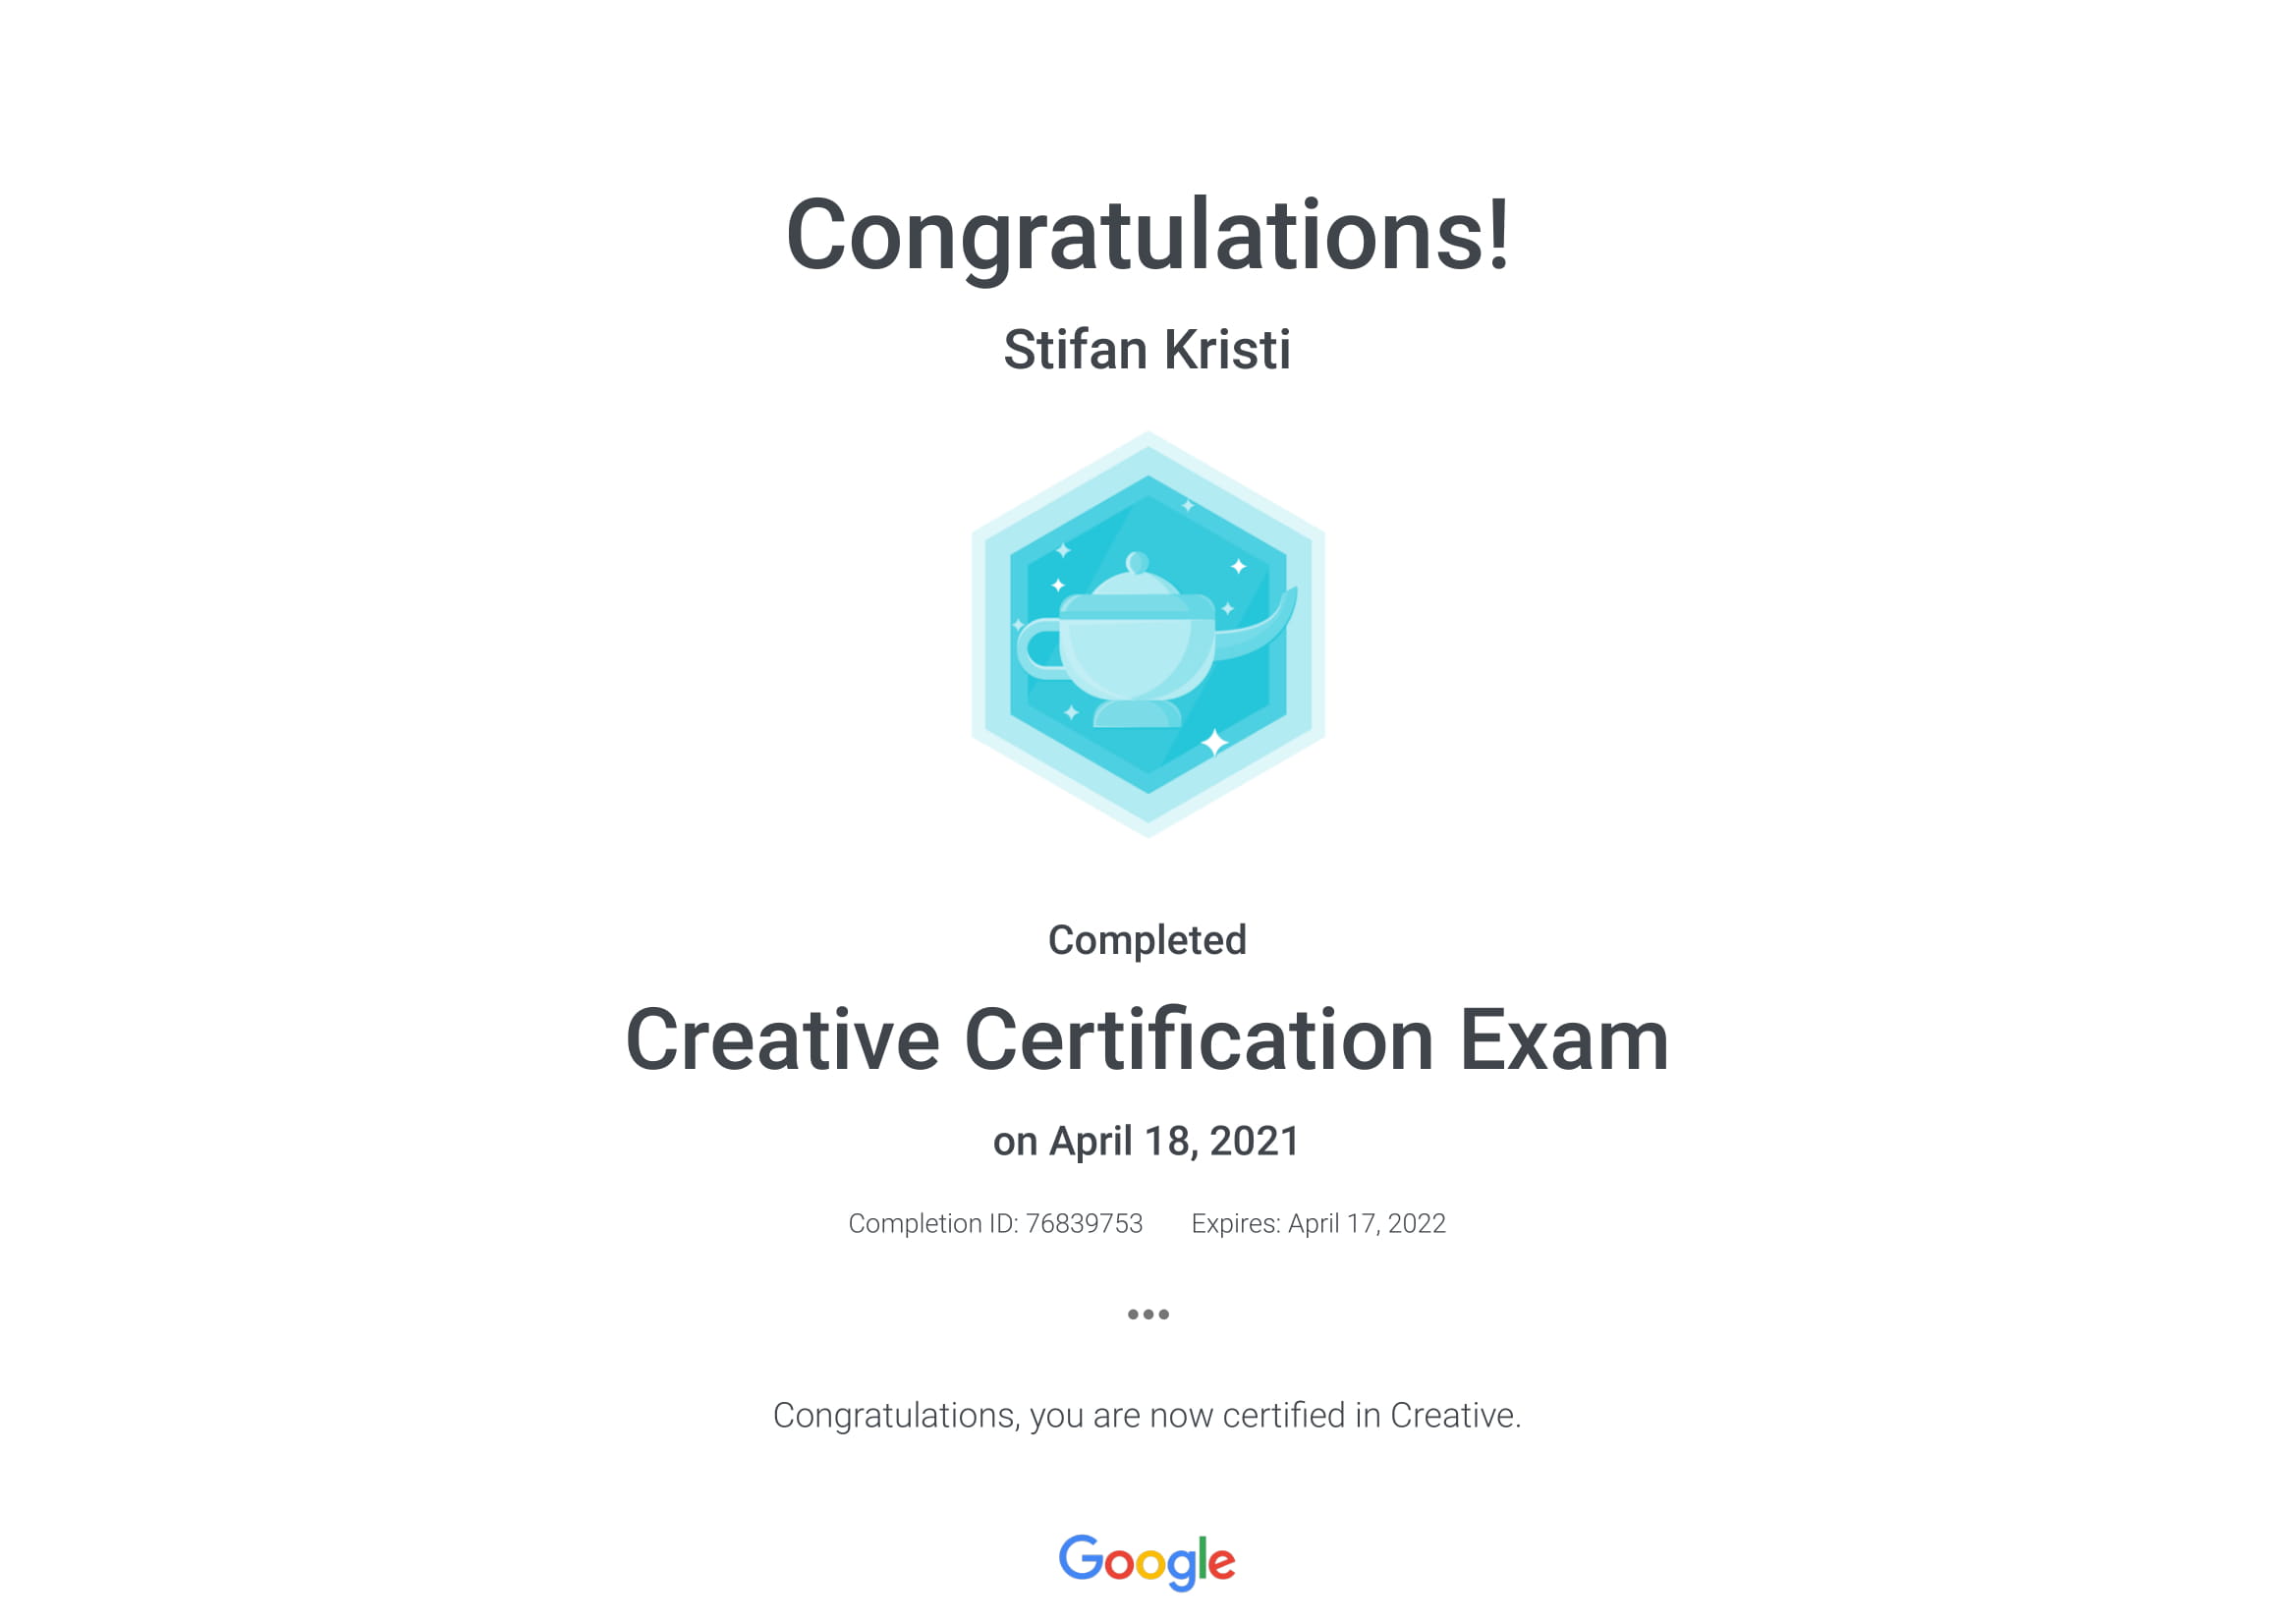 Congratulations!
Stifan Kristi
Completed
Creative Certification Exam
on April 18, 2021
Completion ID: 76839753 Expires: April 17, 2022
•••
Congratulations, you are now certified in Creative.
Google